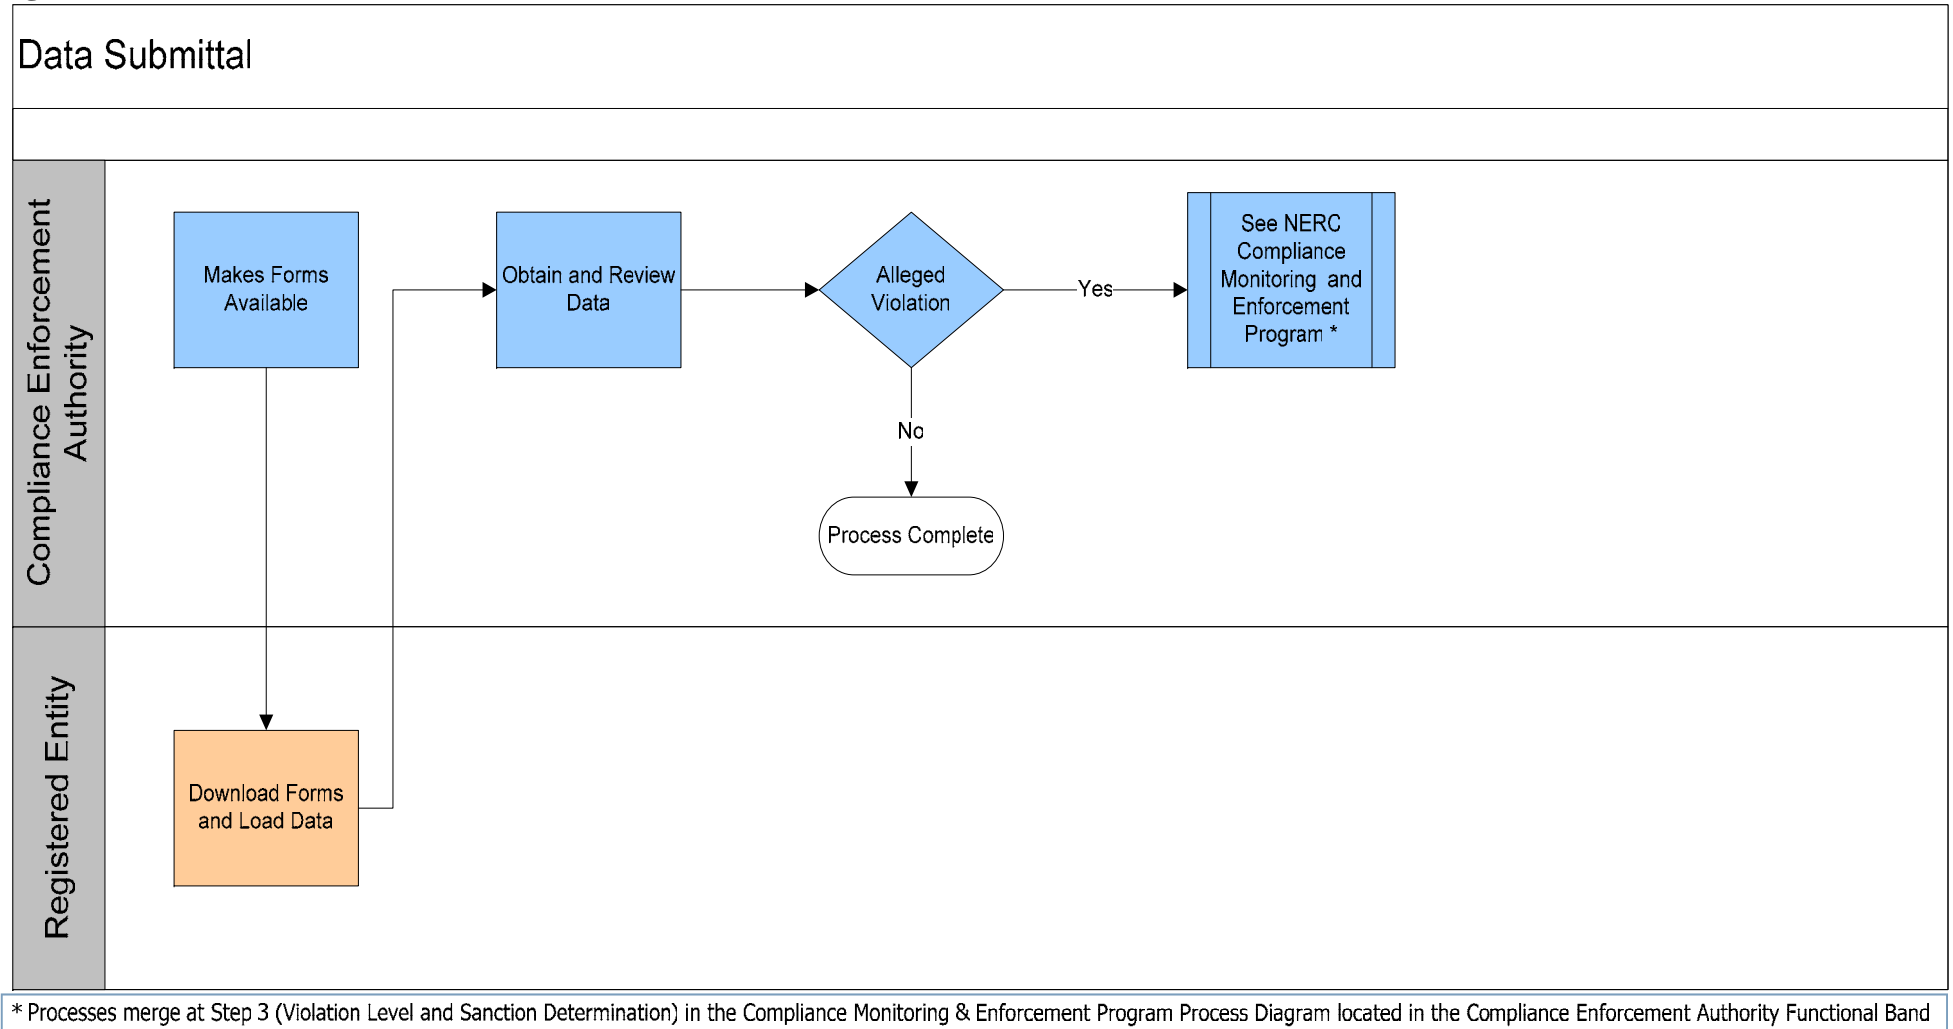 Data Submittal
Compliance Enforcement
Authority
Makes Forms
Available
Obtain and Review
Data
Alleged
Violation
Yes
See NERC
Compliance
Monitoring and
Enforcement
Program *
No
Process Complete
Registered Entity
Download Forms
and Load Data
* Processes merge at Step 3 (Violation Level and Sanction Determination) in the Compliance Monitoring & Enforcement Program Process Diagram located in the Compliance Enforcement Authority Functional Band